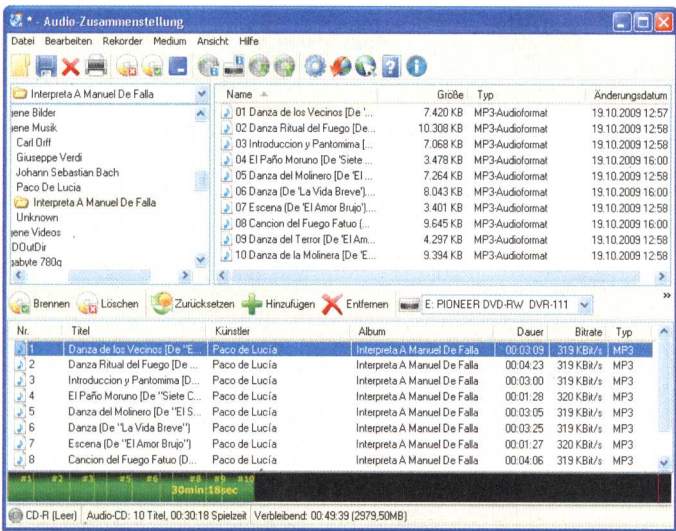 * - Audio-Zusammenstellung
Datei Bearbeiten Rekorder Medium Ansicht Hilfe
Interpreta A Manuel De Falla
ene Bilder
ene Musik
Carl Orff
Giuseppe Verdi
Johann Sebastian Bach
Paco De Lucia
Interpreta A Manuel De Falla
Unknown
ene Videos
DOutDir
abyte 780g
Name Größe Typ Änderungsdatum
01 Danza de los Vecinos [De '... 7.420 KB MP3-Audioformat 19.10.2009 12:57
02 Danza Ritual del Fuego [De... 10.308 KB MP3-Audioformat 19.10.2009 12:58
03 Introduccion y Pantomima [... 7.068 KB MP3-Audioformat 19.10.2009 12:58
04 El Paño Moruno [De 'Siete ... 3.478 KB MP3-Audioformat 19.10.2009 16:00
05 Danza del Molinero [De 'El ... 7.264 KB MP3-Audioformat 19.10.2009 12:58
06 Danza (De 'La Vida Breve').... 8.043 KB MP3-Audioformat 19.10.2009 16:00
07 Escena (De 'El Amor Brujo').... 3.401 KB MP3-Audioformat 19.10.2009 12:58
08 Cancion del Fuego Fatuo (... 9.645 KB MP3-Audioformat 19.10.2009 16:00
09 Danza del Terror [De 'El Am... 4.297 KB MP3-Audioformat 19.10.2009 12:58
10 Danza de la Molinera [De 'E... 9.394 KB MP3-Audioformat 19.10.2009 12:58
Brennen Löschen Zurücksetzen Hinzufügen Entfernen E: PIONEER DVD-RW DVR-111 »
Nr. Titel Künstler Album Dauer Bitrate Typ
1 Danza de los Vecinos [De "E... Paco de Lucía Interpreta A Manuel De Falla 00:03:09 319 KBit/s MP3
2 Danza Ritual del Fuego [De ... Paco de Lucía Interpreta A Manuel De Falla 00:04:23 319 KBit/s MP3
3 Introduccion y Pantomima [D... Paco de Lucía Interpreta A Manuel De Falla 00:03:00 319 KBit/s MP3
4 El Paño Moruno [De "Siete C... Paco de Lucía Interpreta A Manuel De Falla 00:01:28 320 KBit/s MP3
5 Danza del Molinero [De "El S... Paco de Lucía Interpreta A Manuel De Falla 00:03:05 319 KBit/s MP3
6 Danza (De "La Vida Breve") Paco de Lucía Interpreta A Manuel De Falla 00:03:25 319 KBit/s MP3
7 Escena (De "El Amor Brujo") Paco de Lucía Interpreta A Manuel De Falla 00:01:27 320 KBit/s MP3
8 Cancion del Fuego Fatuo (D... Paco de Lucía Interpreta A Manuel De Falla 00:04:06 319 KBit/s MP3
#1 #2 #3 #5 #6 #8 #9 #10
30min:18sec
CD-R (Leer) Audio-CD: 10 Titel, 00:30:18 Spielzeit Verbleibend: 00:49:39 (2979,50MB)